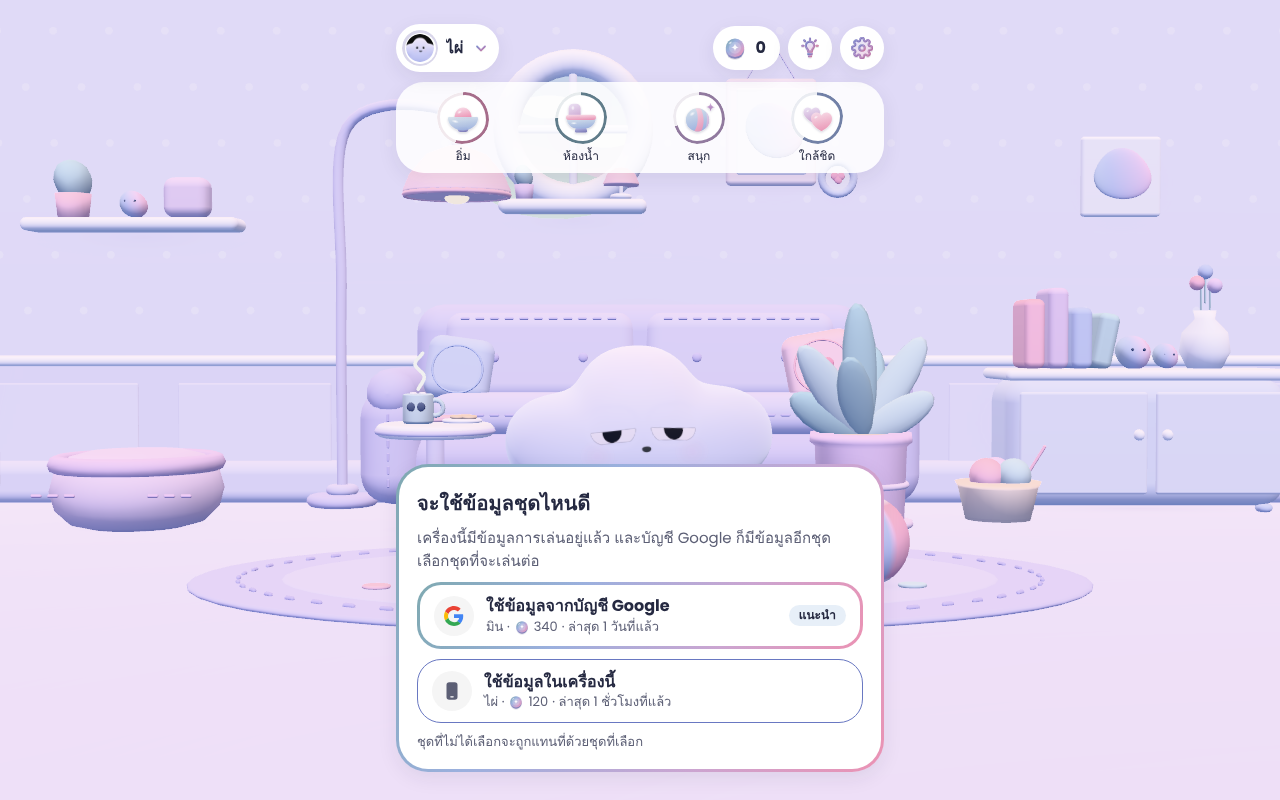 ไผ่
0
อิ่ม
ห้องน้ำ
สนุก
ใกล้ชิด
จะใช้ข้อมูลชุดไหนดี
เครื่องนี้มีข้อมูลการเล่นอยู่แล้ว และบัญชี Google ก็มีข้อมูลอีกชุด
เลือกชุดที่จะเล่นต่อ
ใช้ข้อมูลจากบัญชี Google
มิน · 340 · ล่าสุด 1 วันที่แล้ว
แนะนำ
ใช้ข้อมูลในเครื่องนี้
ไผ่ · 120 · ล่าสุด 1 ชั่วโมงที่แล้ว
ชุดที่ไม่ได้เลือกจะถูกแทนที่ด้วยชุดที่เลือก